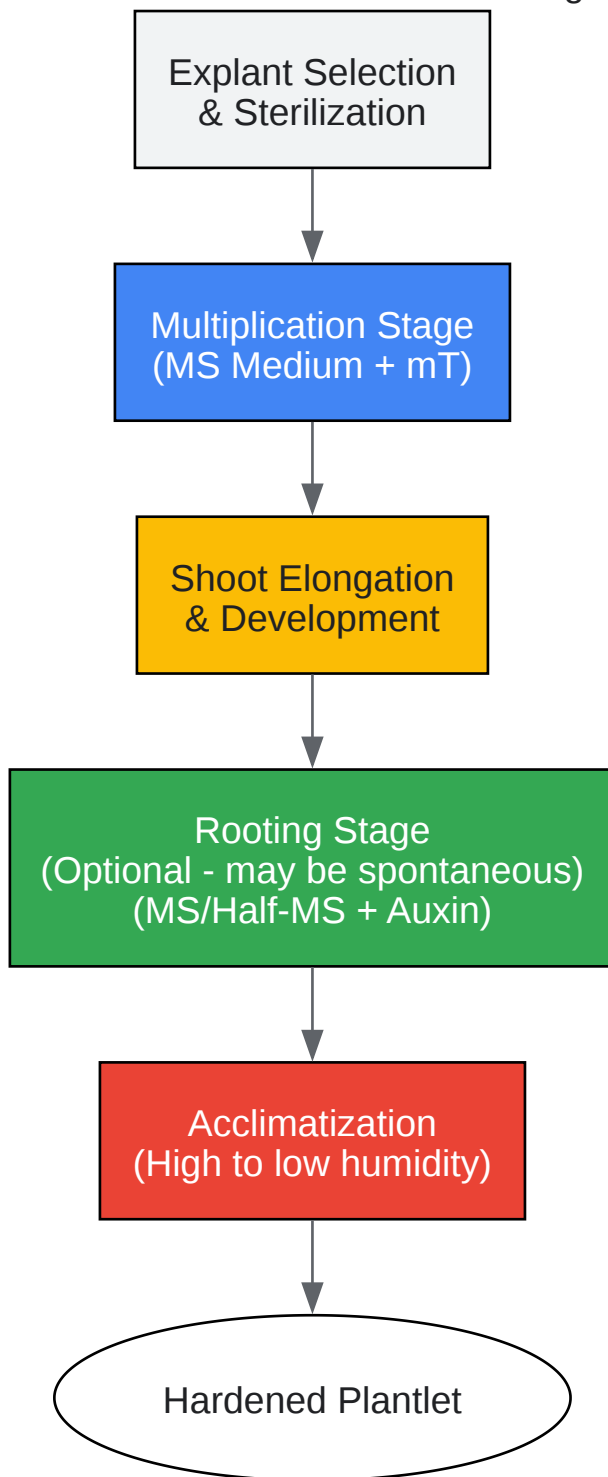 Explant Selection
& Sterilization
Multiplication Stage
(MS Medium + mT)
Shoot Elongation
& Development
Rooting Stage
(Optional - may be spontaneous)
(MS/Half-MS + Auxin)
Acclimatization
(High to low humidity)
Hardened Plantlet